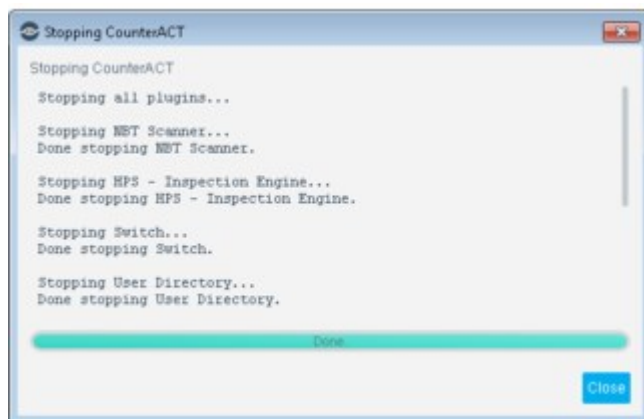 Stopping CounterACT
Stopping CounterACT
Stopping all plugins...
Stopping NBT Scanner...
Done stopping NBT Scanner.
Stopping HPS - Inspection Engine...
Done stopping HPS - Inspection Engine.
Stopping Switch...
Done stopping Switch.
Stopping User Directory...
Done stopping User Directory.
Done
Close